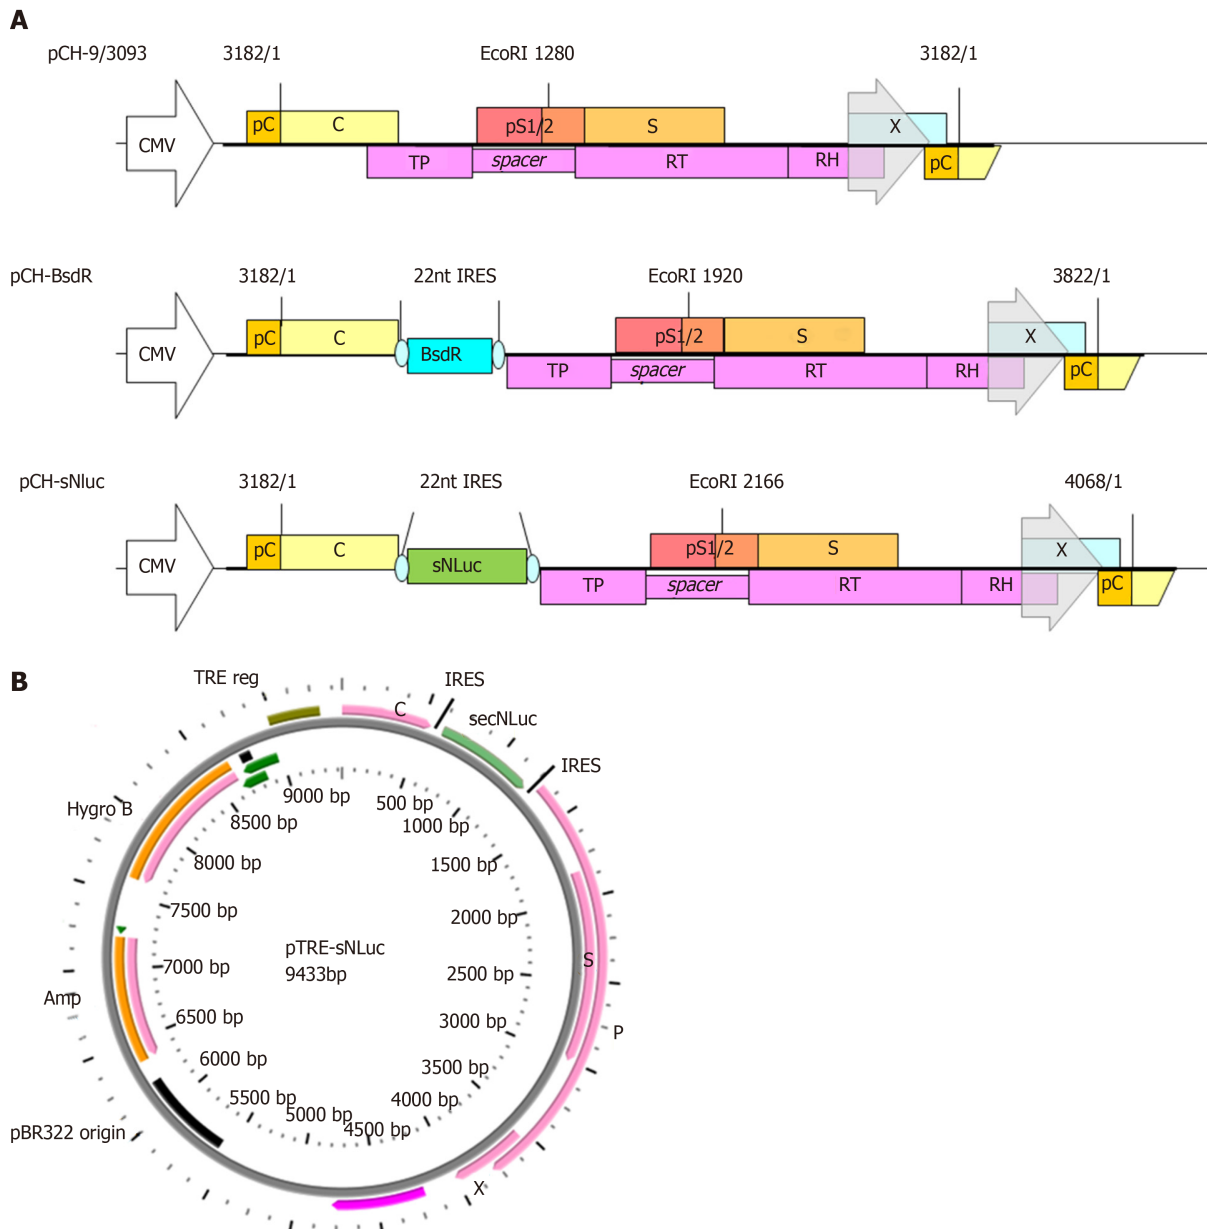 A
pCH-9/3093 3182/1 EcoRI 1280 3182/1
CMV pC C pS1/2 S X
TP spacer RT RH pC
pCH-BsdR 3182/1 22nt IRES EcoRI 1920 3822/1
CMV pC C BsdR pS1/2 S X
TP spacer RT RH pC
pCH-sNluc 3182/1 22nt IRES EcoRI 2166 4068/1
CMV pC C sNLuc pS1/2 S X
TP spacer RT RH pC
B
TRE reg
IRES
C
secNLuc
IRES
Hygro B
9000 bp
500 bp
8500 bp
1000 bp
8000 bp
1500 bp
7500 bp
2000 bp
pTRE-sNLuc
9433bp
S
7000 bp
2500 bp
Amp
6500 bp
3000 bp
P
6000 bp
3500 bp
5500 bp
4000 bp
5000 bp
4500 bp
pBR322 origin
X